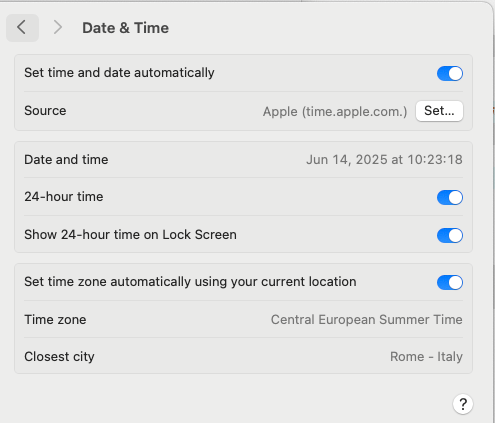 Date & Time
Set time and date automatically
Source Apple (time.apple.com.) Set...
Date and time Jun 14, 2025 at 10:23:18
24-hour time
Show 24-hour time on Lock Screen
Set time zone automatically using your current location
Time zone Central European Summer Time
Closest city Rome - Italy
?